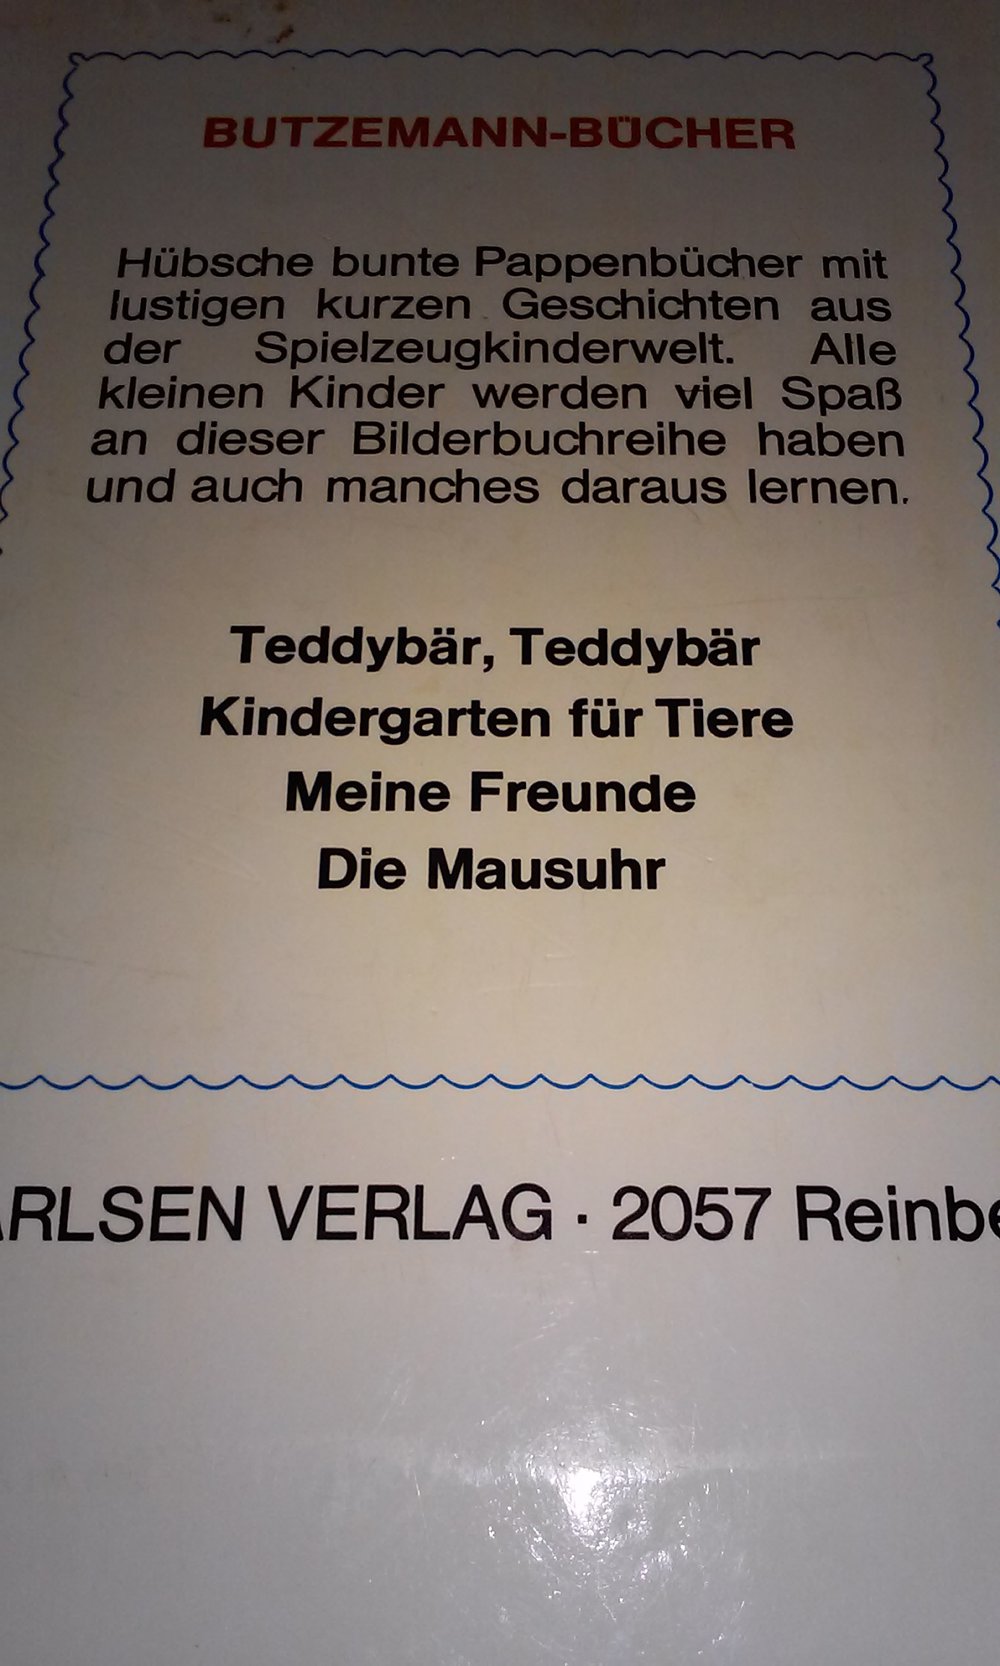 BUTZEMANN-BÜCHER
Hübsche bunte Pappenbücher mit
lustigen kurzen Geschichten aus
der Spielzeugkinderwelt. Alle
kleinen Kinder werden viel Spaß
an dieser Bilderbuchreihe haben
und auch manches daraus lernen.
Teddybär, Teddybär
Kindergarten für Tiere
Meine Freunde
Die Mausuhr
ARLSEN VERLAG · 2057 Reinbe